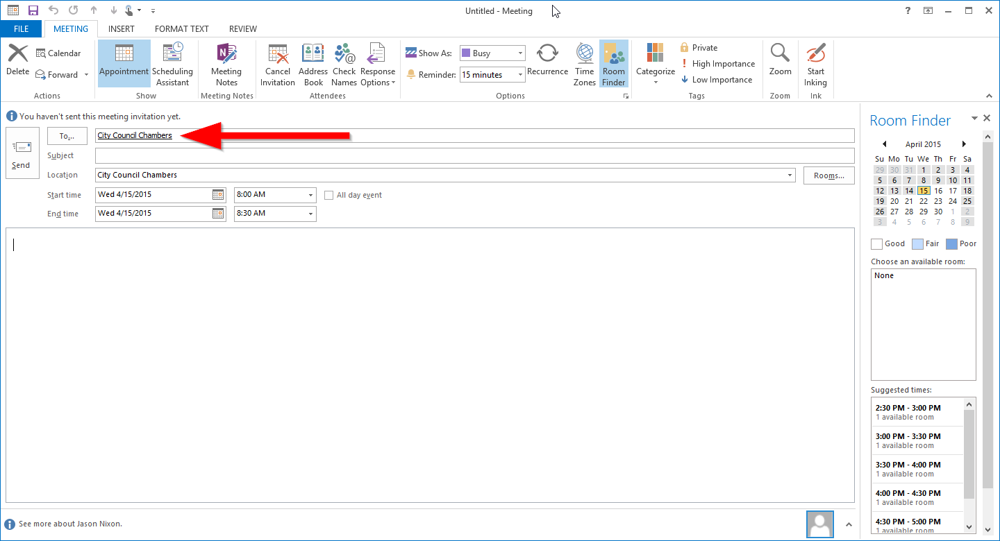 Untitled - Meeting
?
FILE MEETING INSERT FORMAT TEXT REVIEW
Delete
Calendar
Forward
Actions
Appointment
Scheduling
Assistant
Show
Meeting
Notes
Meeting Notes
Cancel
Invitation
Address
Book
Check
Names
Response
Options
Attendees
Show As: Busy
Reminder: 15 minutes
Recurrence
Time
Zones
Room
Finder
Options
Categorize
Private
High Importance
Low Importance
Tags
Zoom
Zoom
Start
Inking
Ink
You haven't sent this meeting invitation yet.
Send
To... City Council Chambers
Subject
Location City Council Chambers Rooms...
Start time Wed 4/15/2015 8:00 AM All day event
End time Wed 4/15/2015 8:30 AM
Room Finder
April 2015
Su Mo Tu We Th Fr Sa
29 30 31 1 2 3 4
5 6 7 8 9 10 11
12 13 14 15 16 17 18
19 20 21 22 23 24 25
26 27 28 29 30 1 2
3 4 5 6 7 8 9
Good Fair Poor
Choose an available room:
None
Suggested times:
2:30 PM - 3:00 PM
1 available room
3:00 PM - 3:30 PM
1 available room
3:30 PM - 4:00 PM
1 available room
4:00 PM - 4:30 PM
1 available room
4:30 PM - 5:00 PM
1 available room
See more about Jason Nixon.